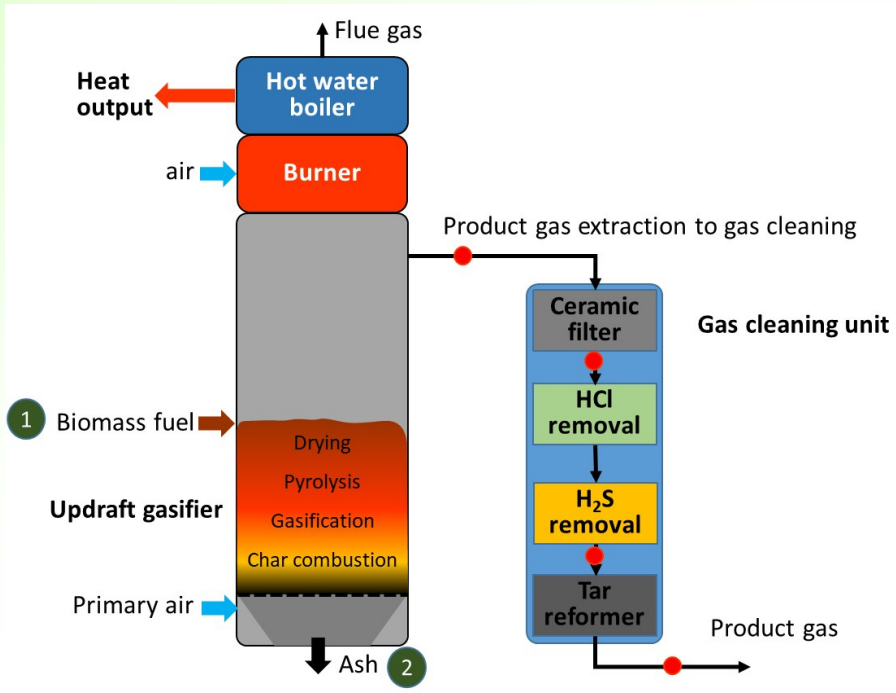 Flue gas
Heat
output
Hot water
boiler
air
Burner
Product gas extraction to gas cleaning
Ceramic
filter
Gas cleaning unit
HCl
removal
1
Biomass fuel
Drying
Pyrolysis
Updraft gasifier
Gasification
Char combustion
H₂S
removal
Primary air
Tar
reformer
Product gas
Ash
2